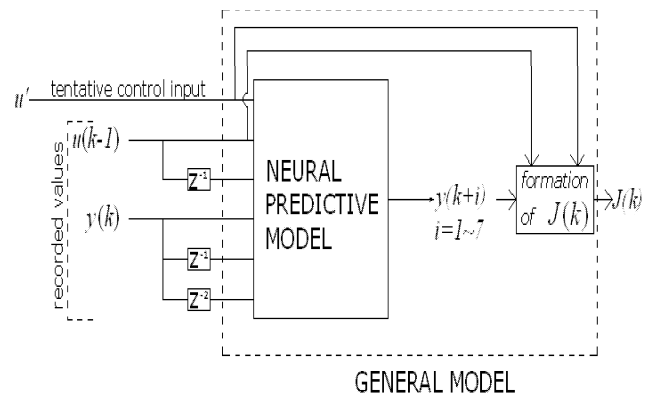 tentative control input
u'
u(k-1)
Z⁻¹
y(k)
Z⁻¹
Z⁻²
recorded values
NEURAL
PREDICTIVE
MODEL
y(k+i)
i=1~7
formation
of J(k)
J(k)
GENERAL MODEL